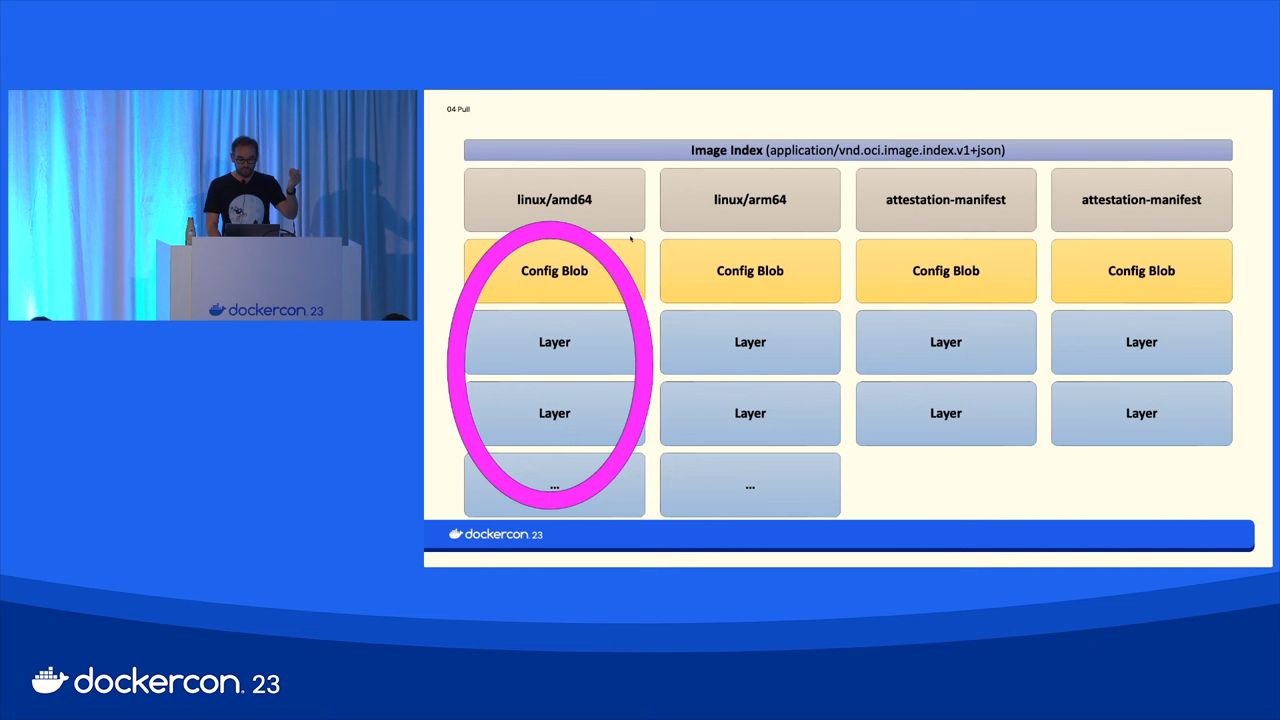 04 Pull
Image Index (application/vnd.oci.image.index.v1+json)
linux/amd64
linux/arm64
attestation-manifest
attestation-manifest
Config Blob
Config Blob
Config Blob
Config Blob
Layer
Layer
Layer
Layer
Layer
Layer
Layer
Layer
...
...
dockercon. 23
dockercon. 23
dockercon. 23